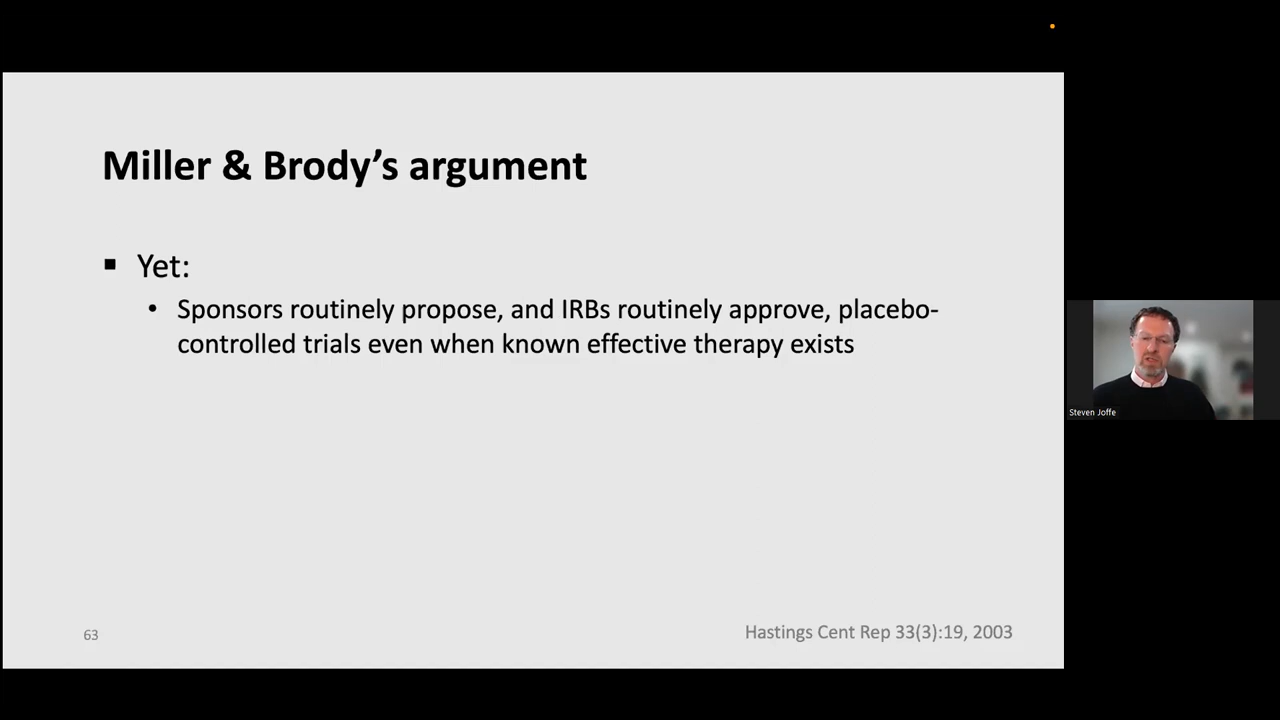 Miller & Brody’s argument
▪ Yet:
• Sponsors routinely propose, and IRBs routinely approve, placebo-
controlled trials even when known effective therapy exists
Steven Joffe
63
Hastings Cent Rep 33(3):19, 2003